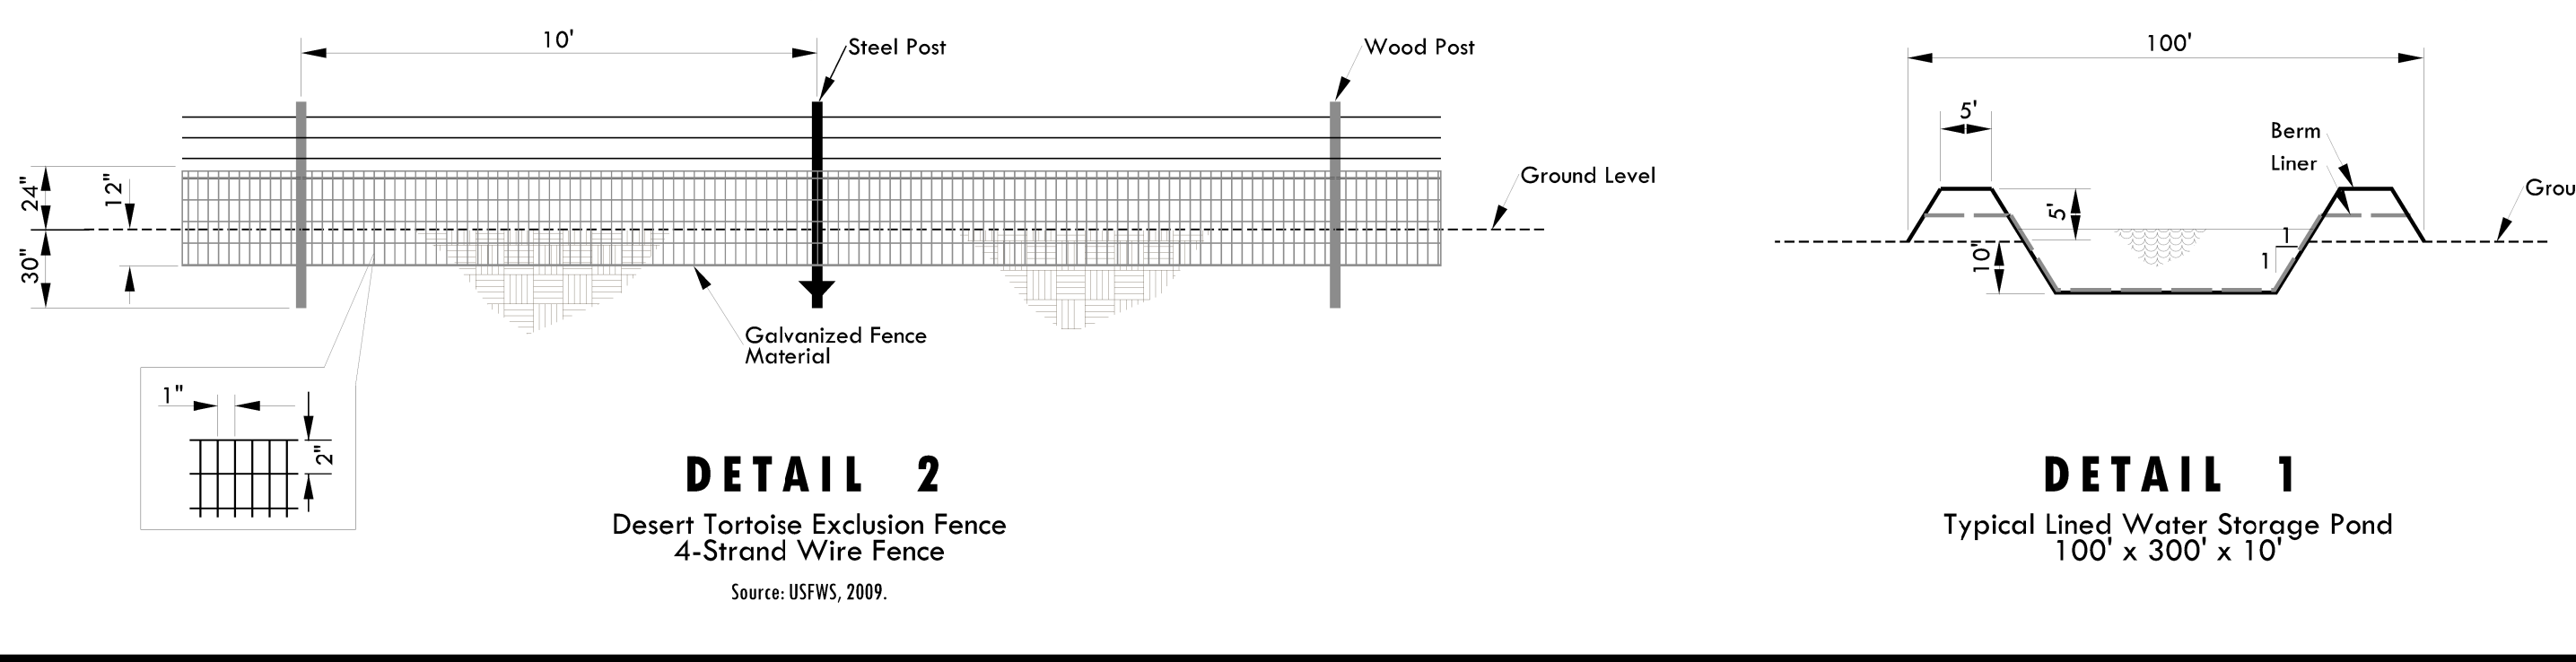 10'
Steel Post
Wood Post
24"
12"
30"
Ground Level
Galvanized Fence
Material
1"
2"
DETAIL 2
Desert Tortoise Exclusion Fence
4-Strand Wire Fence
Source: USFWS, 2009.
100'
5'
Berm
Liner
5'
10'
1
1
Grou
DETAIL 1
Typical Lined Water Storage Pond
100' x 300' x 10'